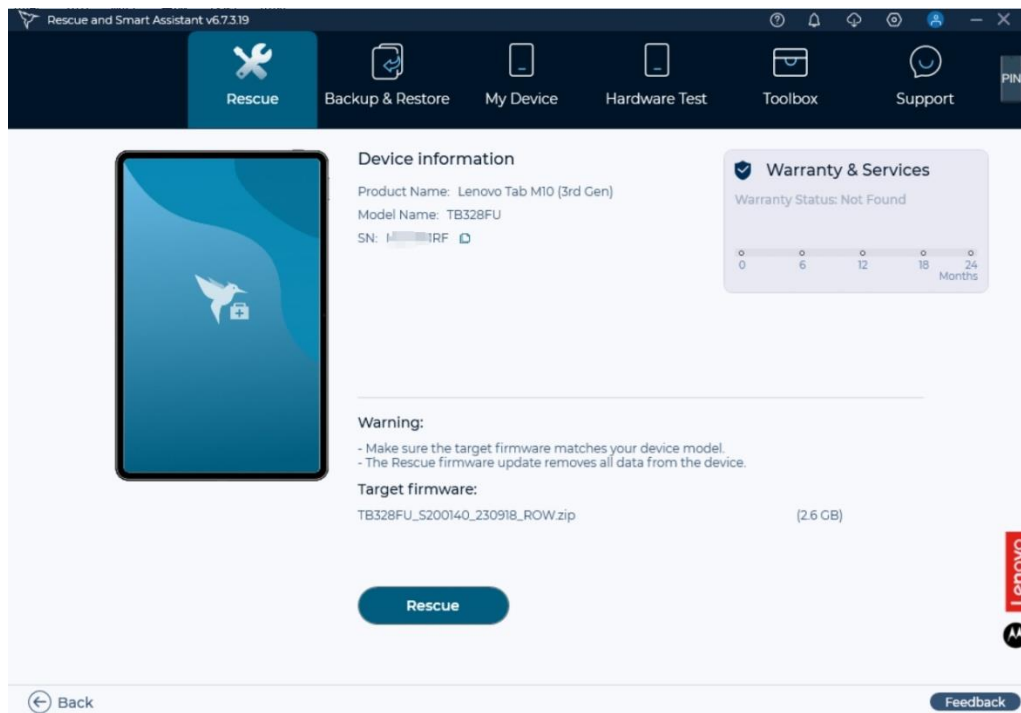 Rescue and Smart Assistant v6.7.3.19
Rescue
Backup & Restore
My Device
Hardware Test
Toolbox
Support
PIN
Device information
Product Name: Lenovo Tab M10 (3rd Gen)
Model Name: TB328FU
SN: RF
Warranty & Services
Warranty Status: Not Found
0 6 12 18 24
Months
Warning:
- Make sure the target firmware matches your device model.
- The Rescue firmware update removes all data from the device.
Target firmware:
TB328FU_S200140_230918_ROW.zip (2.6 GB)
Rescue
Lenovo
Back
Feedback